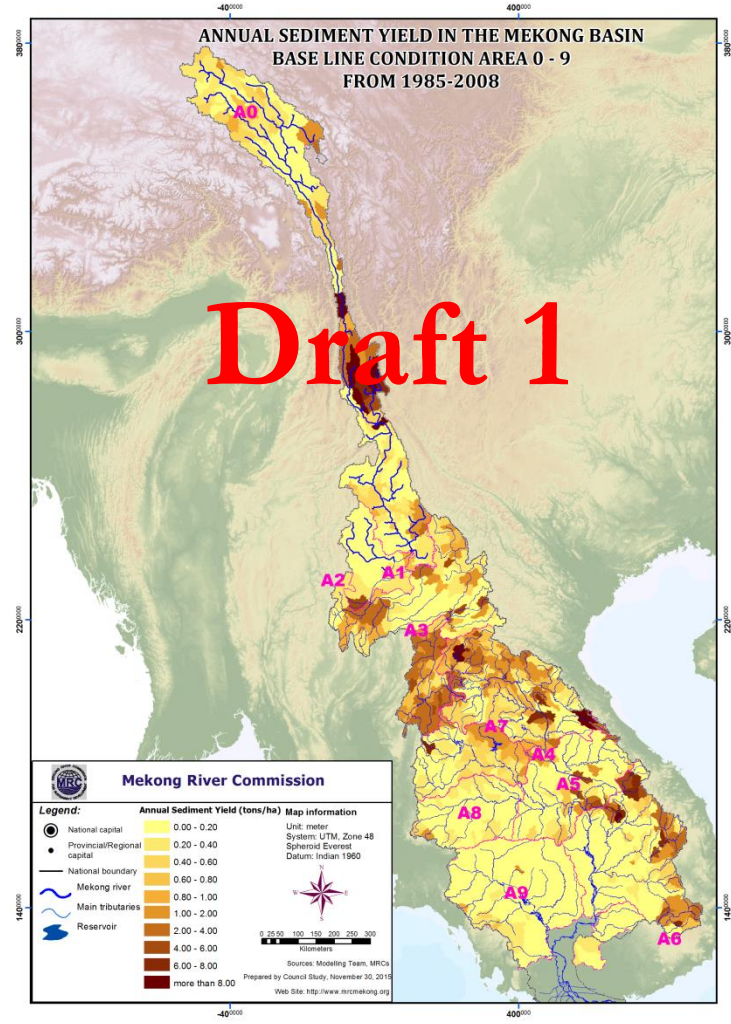 -400000
400000
ANNUAL SEDIMENT YIELD IN THE MEKONG BASIN
BASE LINE CONDITION AREA 0 - 9
FROM 1985-2008
3800000
3800000
A0
3000000
3000000
Draft 1
A2
A1
2200000
2200000
A3
A7
A4
A5
A8
A9
A6
1400000
1400000
MRC
Mekong River Commission
Legend:
National capital
Provincial/Regional
capital
National boundary
Mekong river
Main tributaries
Reservoir
Annual Sediment Yield (tons/ha)
0.00 - 0.20
0.20 - 0.40
0.40 - 0.60
0.60 - 0.80
0.80 - 1.00
1.00 - 2.00
2.00 - 4.00
4.00 - 6.00
6.00 - 8.00
more than 8.00
Map information
Unit: meter
System: UTM, Zone 48
Spheroid Everest
Datum: Indian 1960
N
W
E
S
0 25 50 100 150 200 250 300
Kilometers
Sources: Modelling Team, MRCs
Prepared by Council Study, November 30, 2015
Web Site: http://www.mrcmekong.org
-400000
400000